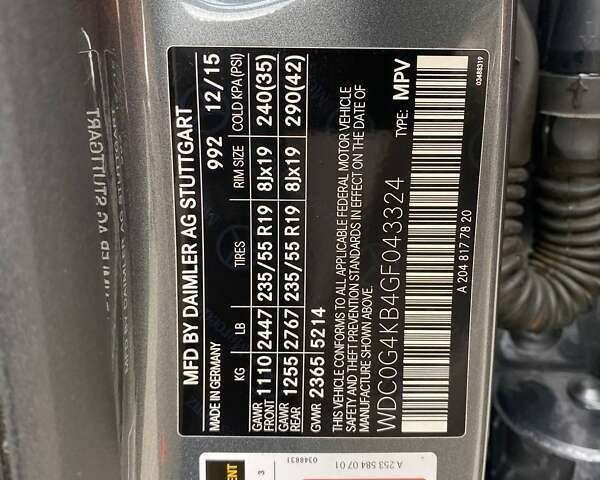 MFD BY DAIMLER AG STUTTGART
MADE IN GERMANY 992 12/15
KG LB TIRES RIM SIZE COLD KPA (PSI)
GAWR FRONT 1110 2447 235/55 R19 8Jx19 240(35)
GAWR REAR 1255 2767 235/55 R19 8Jx19 290(42)
GVWR 2365 5214
THIS VEHICLE CONFORMS TO ALL APPLICABLE FEDERAL MOTOR VEHICLE
SAFETY AND THEFT PREVENTION STANDARDS IN EFFECT ON THE DATE OF
MANUFACTURE SHOWN ABOVE.
WDC0G4KB4GF043324 TYPE: MPV
A 204 817 78 20
03488319
A 253 584 07 01
0348831
3